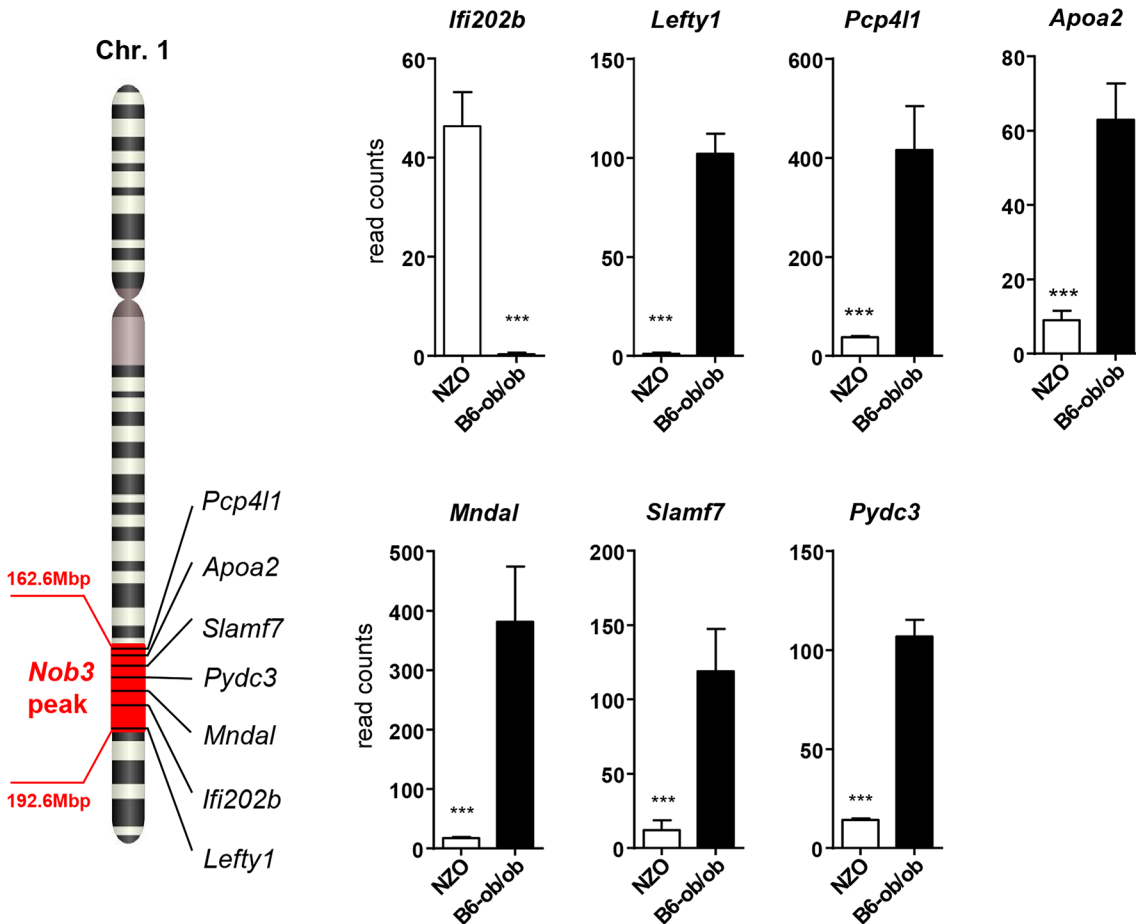 Chr. 1
Pcp4l1
Apoa2
Slamf7
Pydc3
Mndal
Ifi202b
Lefty1
162.6Mbp
Nob3
peak
192.6Mbp
Ifi202b
read counts
60
40
20
0
***
NZO
B6-ob/ob
Lefty1
150
100
50
0
***
NZO
B6-ob/ob
Pcp4l1
600
400
200
0
***
NZO
B6-ob/ob
Apoa2
80
60
40
20
0
***
NZO
B6-ob/ob
Mndal
read counts
500
400
300
200
100
0
***
NZO
B6-ob/ob
Slamf7
200
150
100
50
0
***
NZO
B6-ob/ob
Pydc3
150
100
50
0
***
NZO
B6-ob/ob